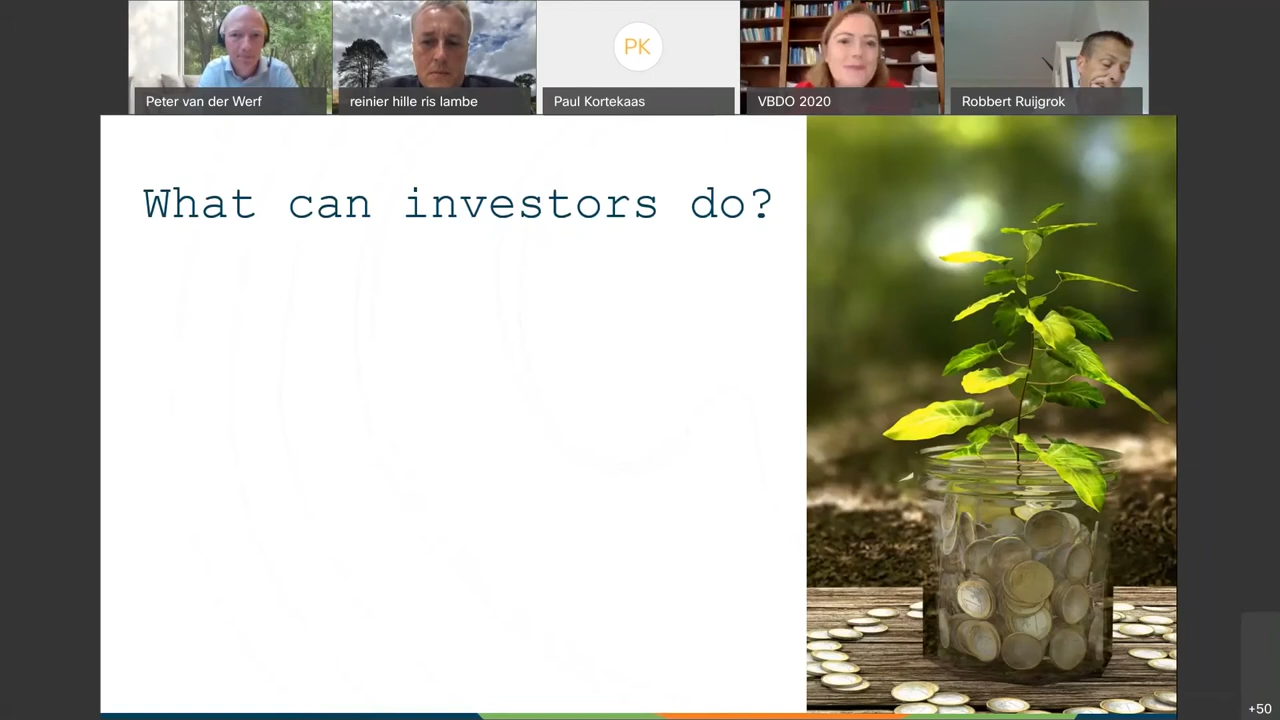 Peter van der Werf
reinier hille ris lambe
PK
Paul Kortekaas
VBDO 2020
Robbert Ruijgrok
What can investors do?
+50